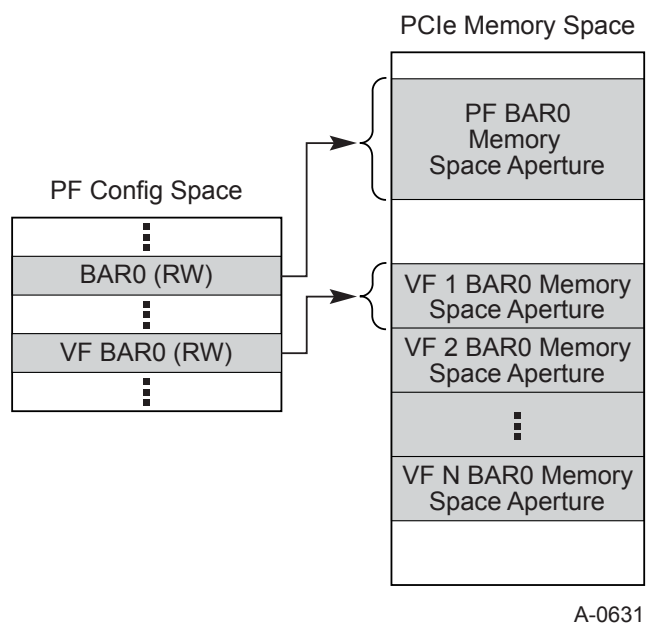 PCIe Memory Space
PF BAR0
Memory
Space Aperture
PF Config Space
BAR0 (RW)
VF BAR0 (RW)
VF 1 BAR0 Memory
Space Aperture
VF 2 BAR0 Memory
Space Aperture
VF N BAR0 Memory
Space Aperture
A-0631